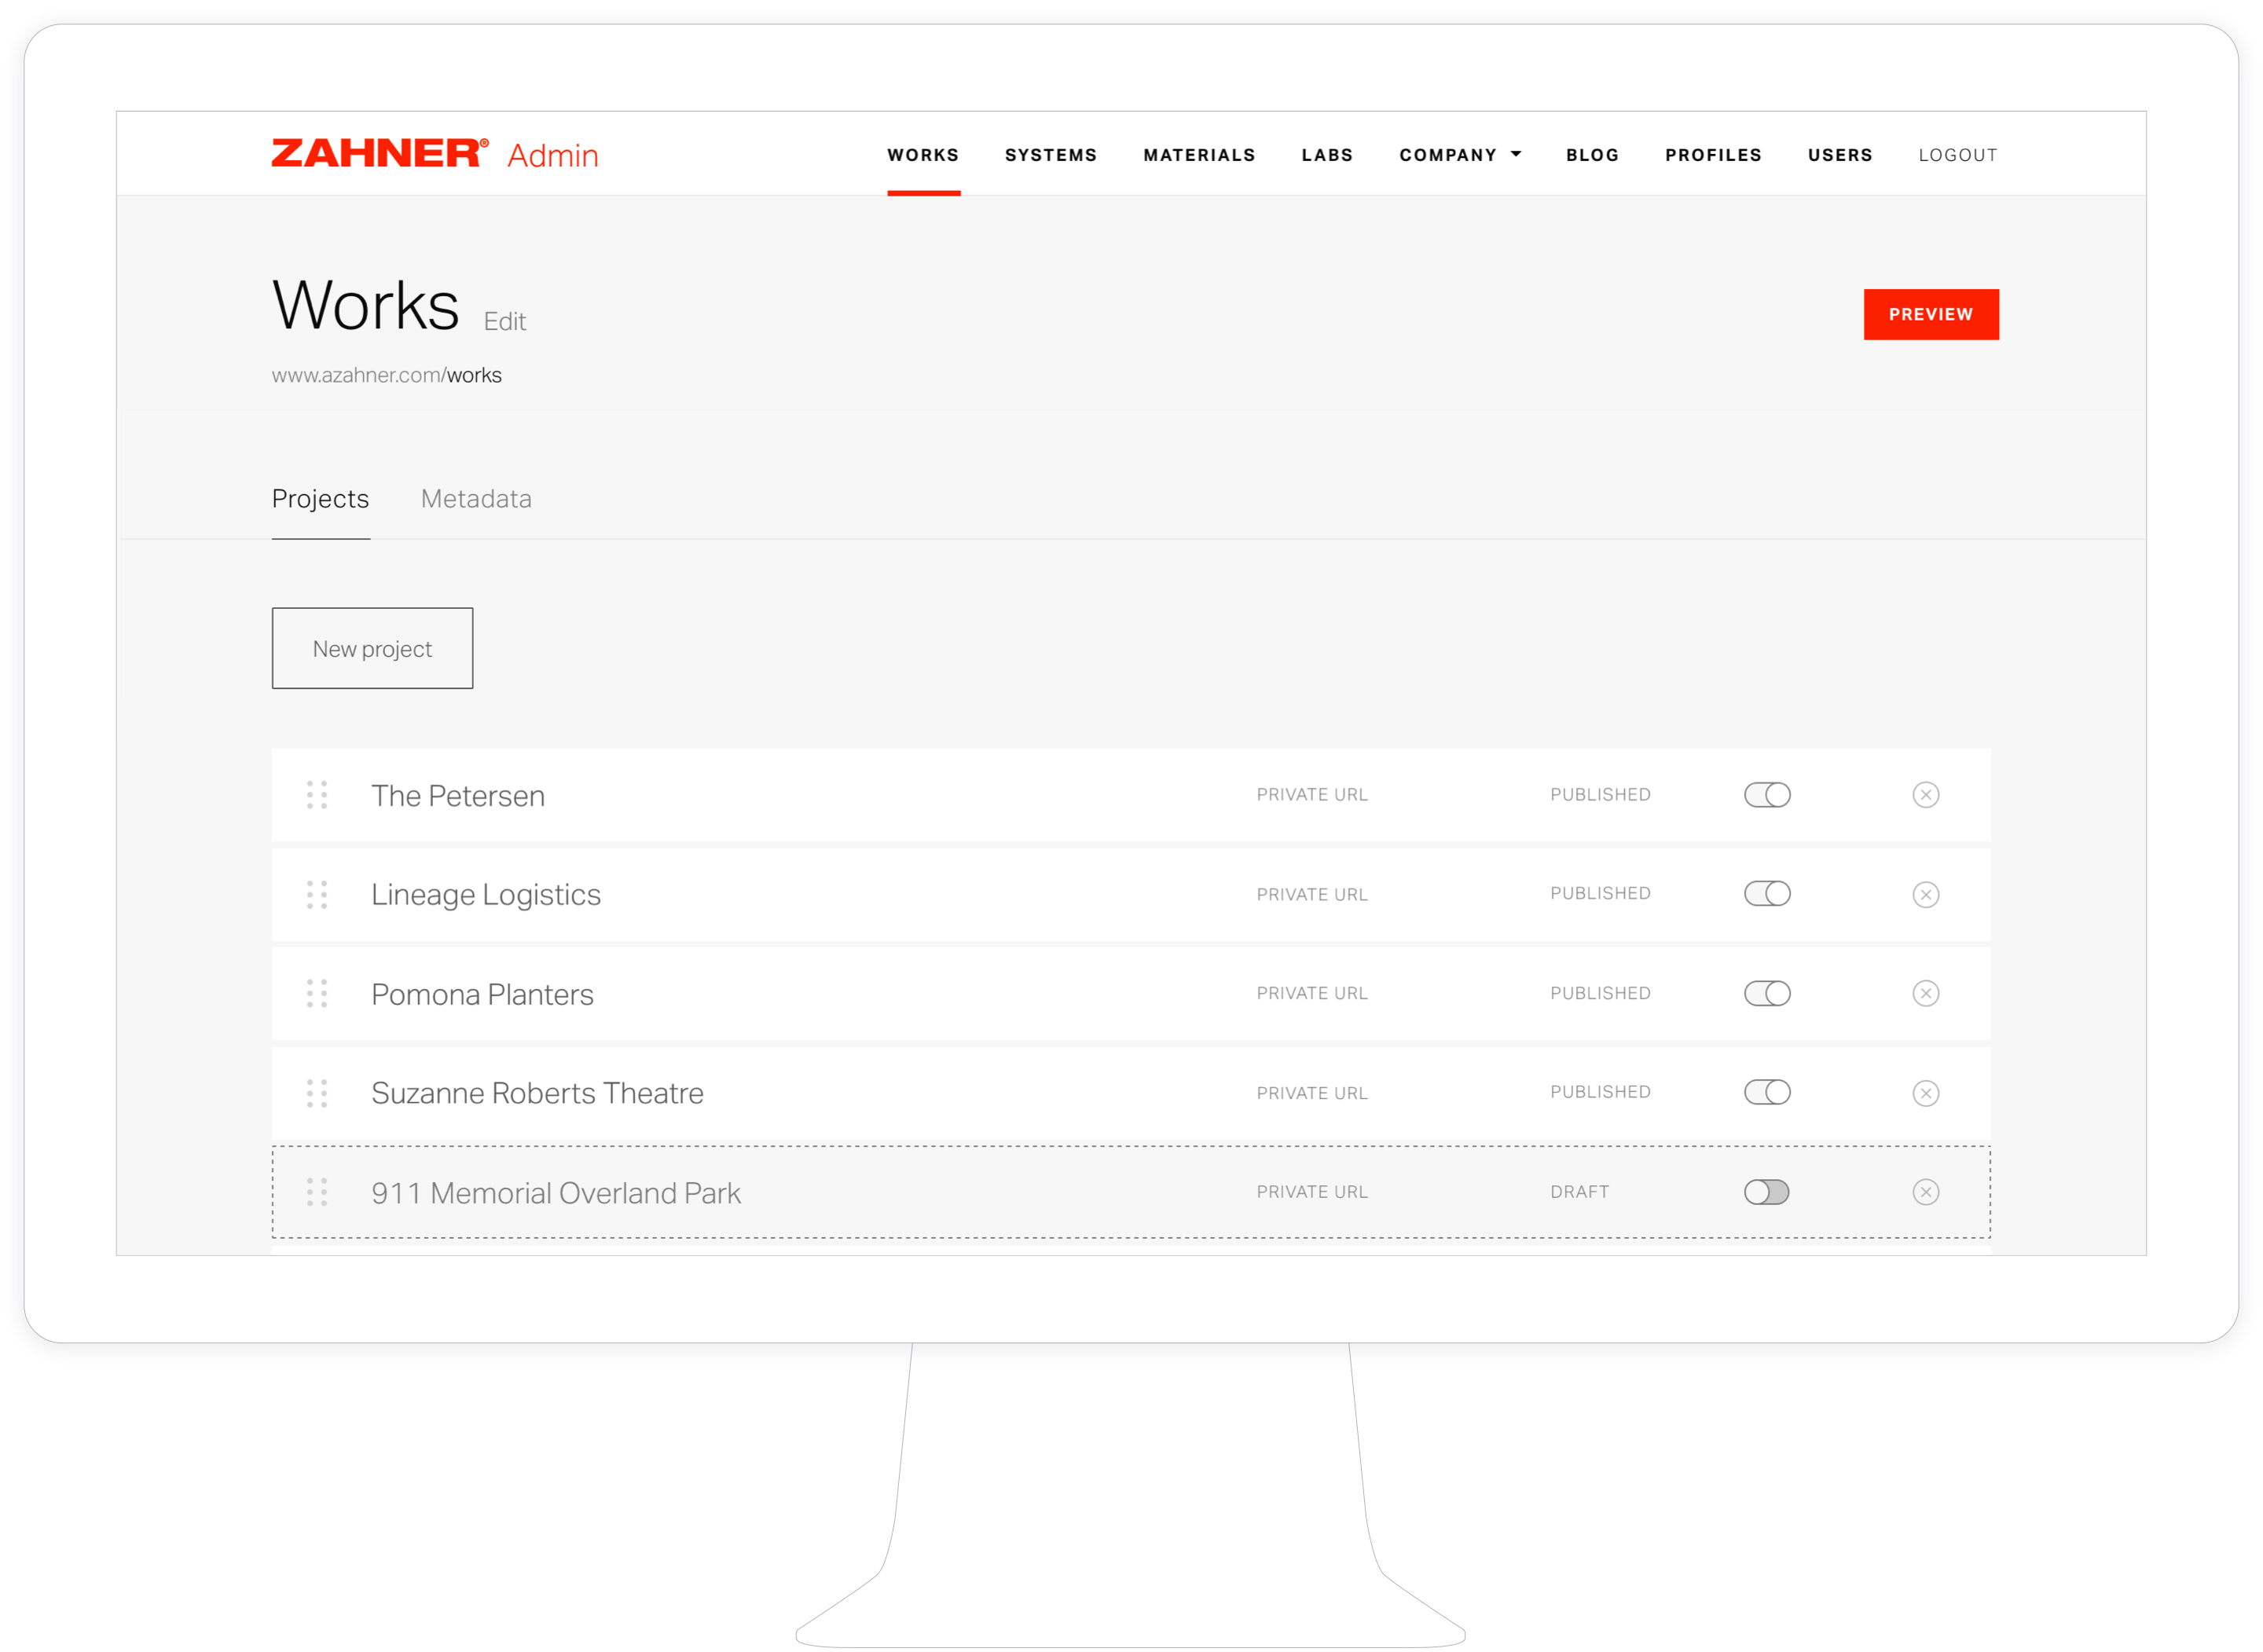 ZAHNER® Admin WORKS SYSTEMS MATERIALS LABS COMPANY BLOG PROFILES USERS LOGOUT
Works Edit PREVIEW
www.azahner.com/works
Projects Metadata
New project
The Petersen PRIVATE URL PUBLISHED
Lineage Logistics PRIVATE URL PUBLISHED
Pomona Planters PRIVATE URL PUBLISHED
Suzanne Roberts Theatre PRIVATE URL PUBLISHED
911 Memorial Overland Park PRIVATE URL DRAFT